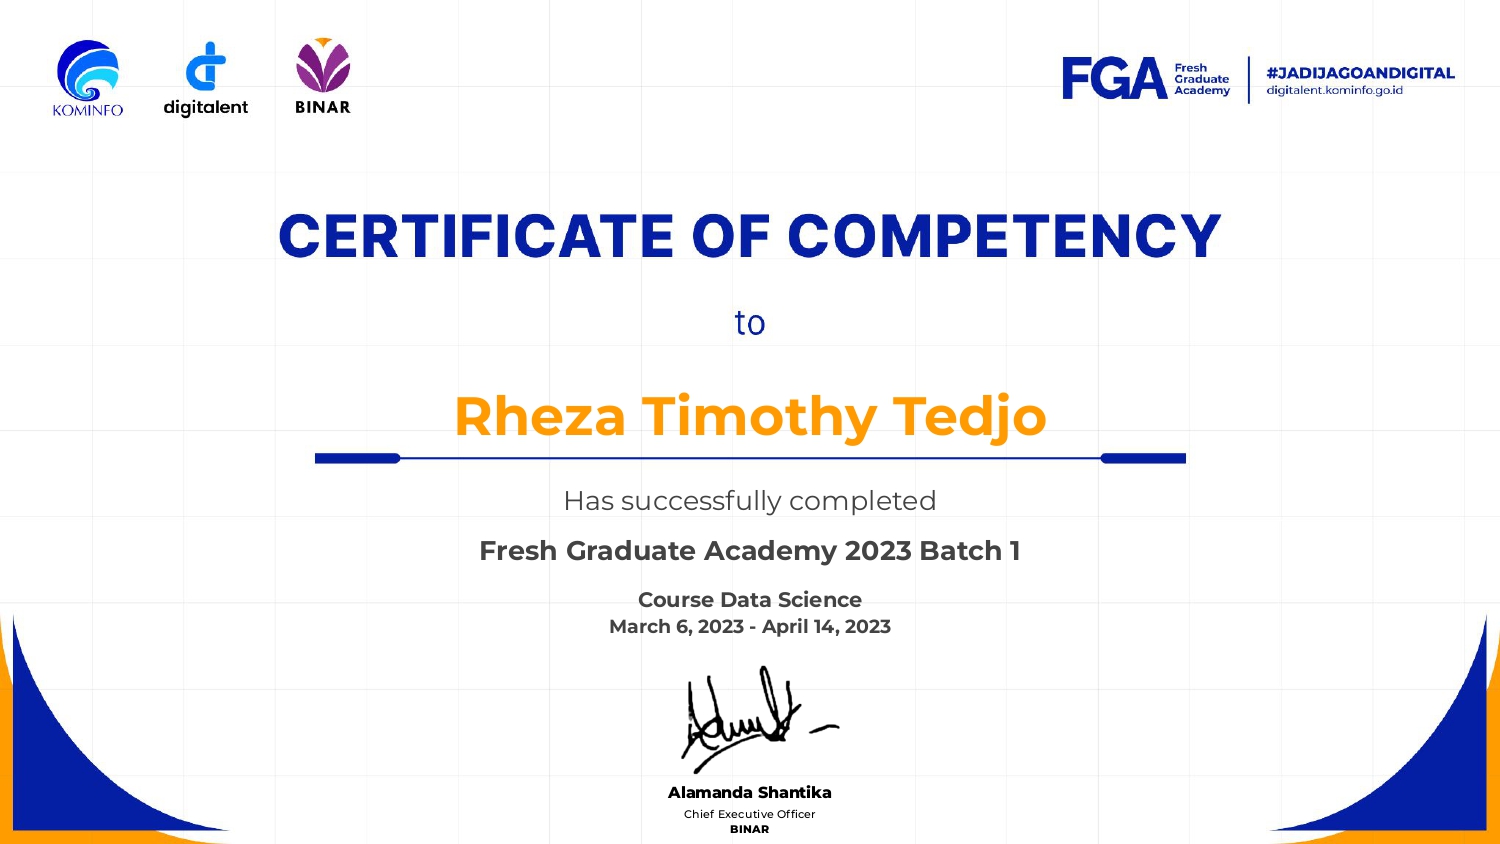 KOMINFO
digitalent
BINAR
FGA Fresh Graduate Academy
#JADIJAGOANDIGITAL
digitalent.kominfo.go.id
CERTIFICATE OF COMPETENCY
to
Rheza Timothy Tedjo
Has successfully completed
Fresh Graduate Academy 2023 Batch 1
Course Data Science
March 6, 2023 - April 14, 2023
Alamanda Shantika
Chief Executive Officer
BINAR